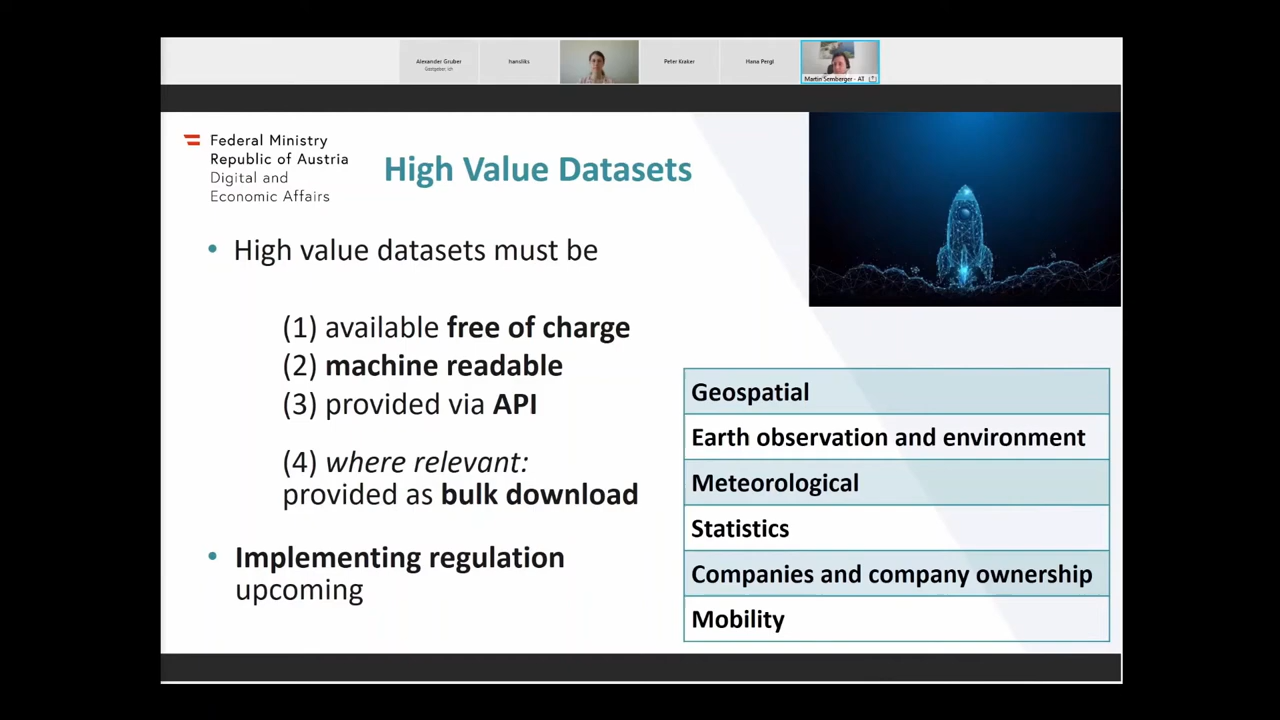 Alexander Gruber
Gastgeber, ich
hansliks
Peter Kraker
Hana Pergl
Martin Semberger - AT
Federal Ministry
Republic of Austria
Digital and
Economic Affairs
High Value Datasets
• High value datasets must be
(1) available free of charge
(2) machine readable
(3) provided via API
(4) where relevant:
provided as bulk download
• Implementing regulation
upcoming
Geospatial
Earth observation and environment
Meteorological
Statistics
Companies and company ownership
Mobility